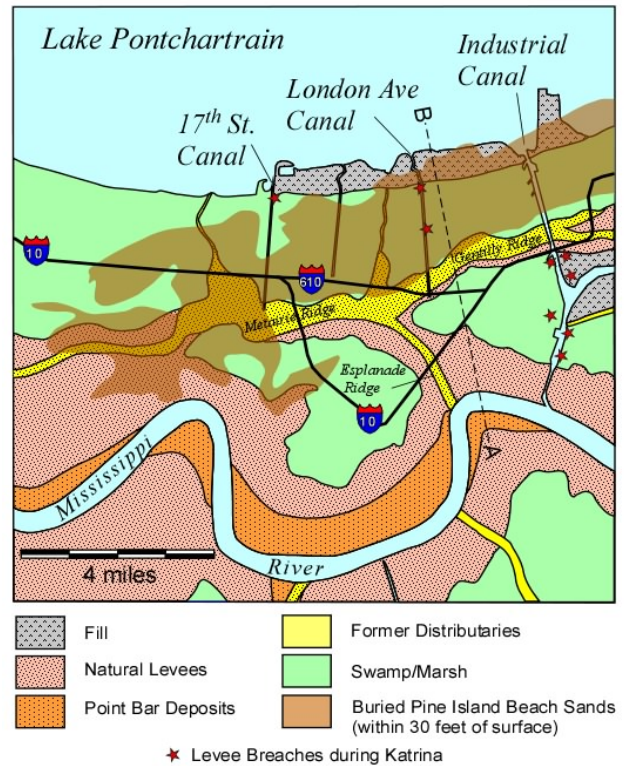 Lake Pontchartrain
Industrial
Canal
London Ave
Canal
B
17th St.
Canal
10
610
Gentilly Ridge
Metairie Ridge
Esplanade
Ridge
10
A
Mississippi
River
4 miles
Fill
Natural Levees
Point Bar Deposits
Former Distributaries
Swamp/Marsh
Buried Pine Island Beach Sands
(within 30 feet of surface)
Levee Breaches during Katrina